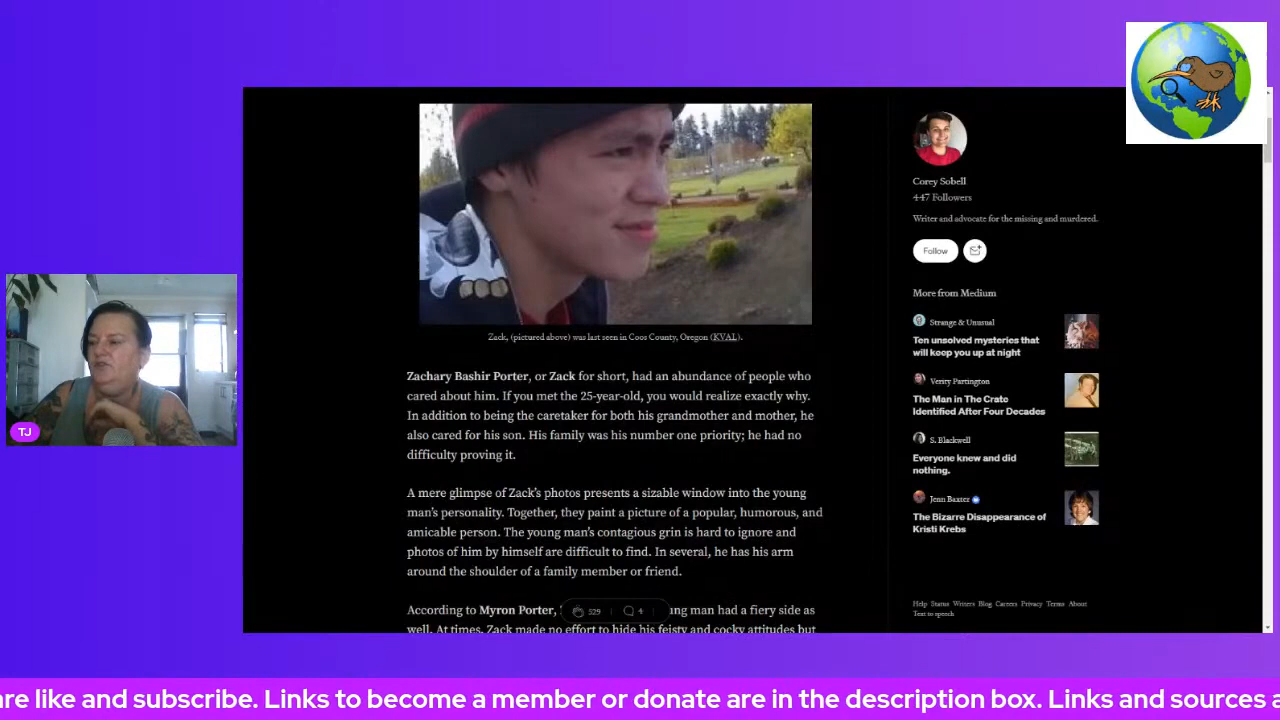 Zack, (pictured above) was last seen in Coos County, Oregon (KVAL).
Zachary Bashir Porter, or Zack for short, had an abundance of people who
cared about him. If you met the 25-year-old, you would realize exactly why.
In addition to being the caretaker for both his grandmother and mother, he
also cared for his son. His family was his number one priority; he had no
difficulty proving it.
A mere glimpse of Zack's photos presents a sizable window into the young
man's personality. Together, they paint a picture of a popular, humorous, and
amicable person. The young man's contagious grin is hard to ignore and
photos of him by himself are difficult to find. In several, he has his arm
around the shoulder of a family member or friend.
According to Myron Porter, ung man had a fiery side as
well. At times, Zack made no effort to hide his feisty and cocky attitudes but
529 4
Corey Sobell
447 Followers
Writer and advocate for the missing and murdered.
Follow
More from Medium
Strange & Unusual
Ten unsolved mysteries that
will keep you up at night
Verity Partington
The Man in The Crate
Identified After Four Decades
S. Blackwell
Everyone knew and did
nothing.
Jenn Baxter
The Bizarre Disappearance of
Kristi Krebs
Help Status Writers Blog Careers Privacy Terms About
Text to speech
TJ
are like and subscribe. Links to become a member or donate are in the description box. Links and sources a